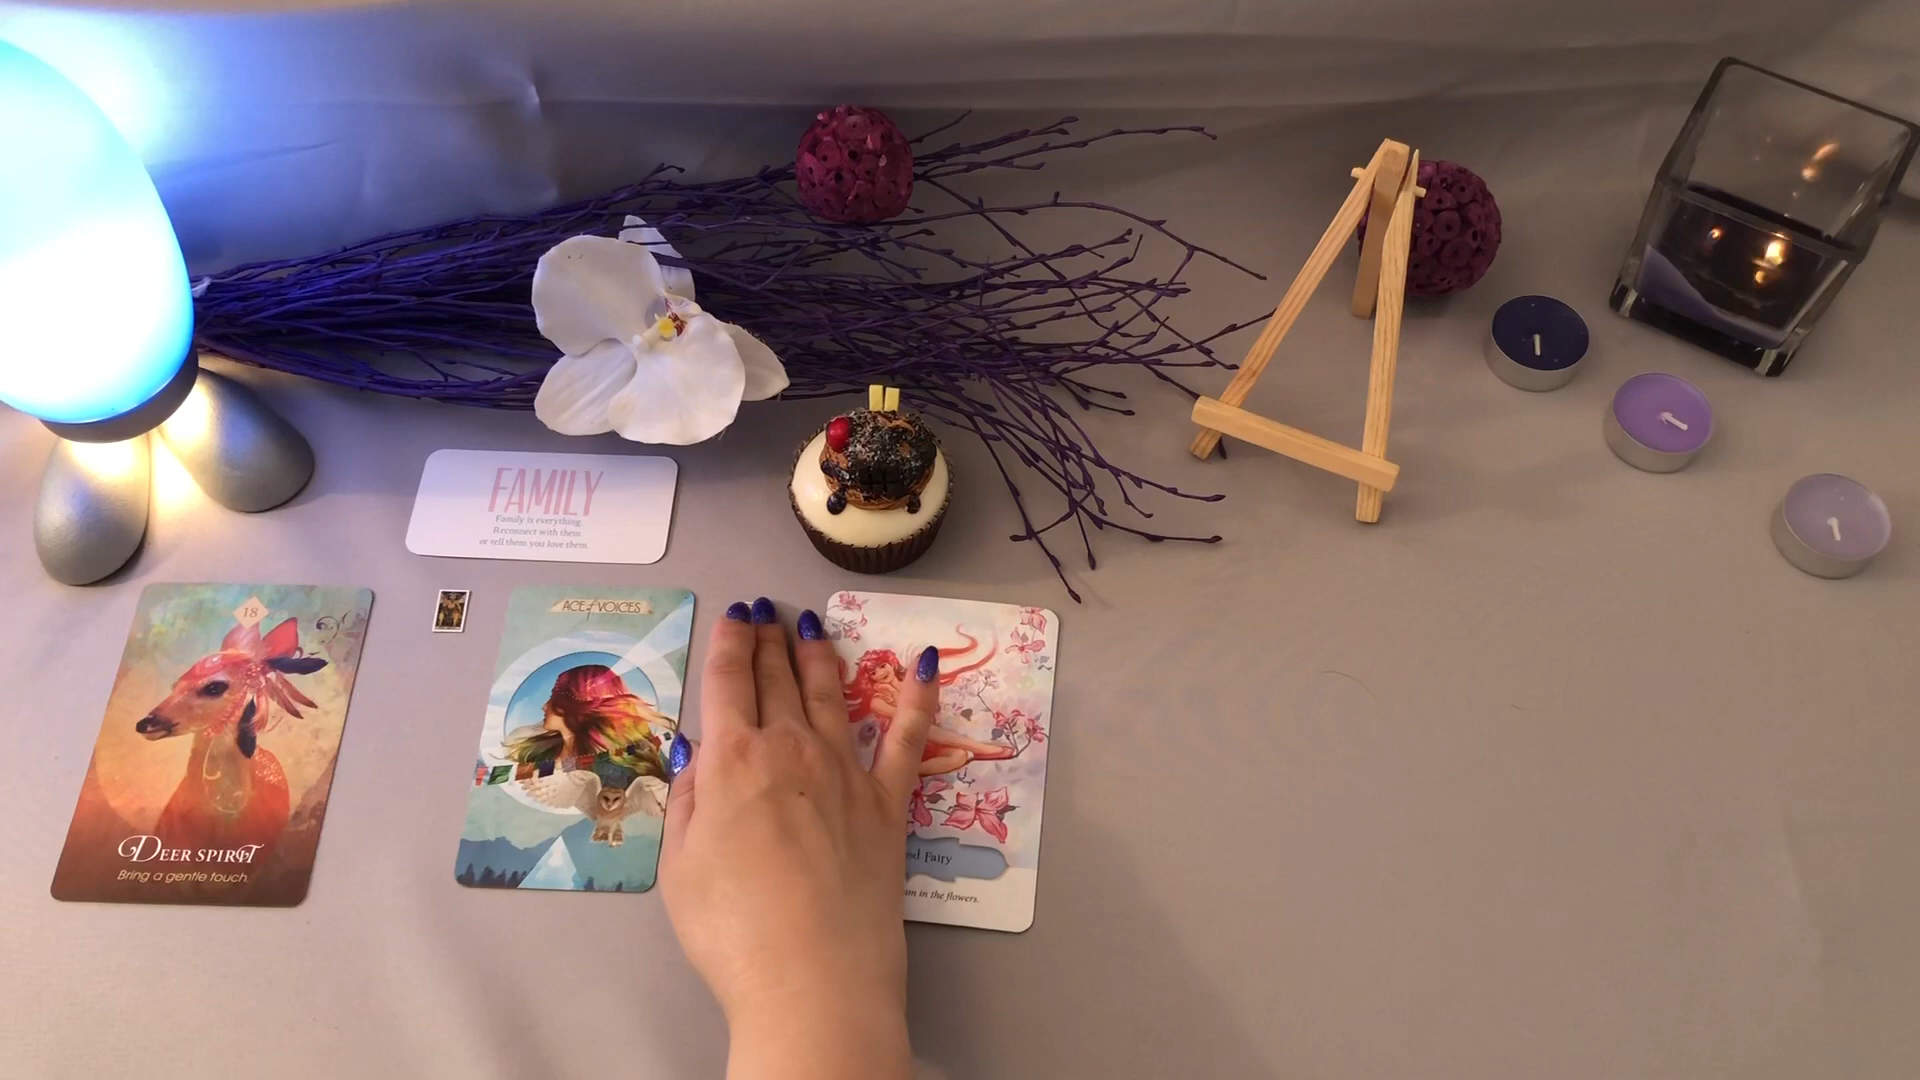 FAMILY
Family is everything.
Reconnect with them
or tell them you love them.
18
DEER SPIRIT
Bring a gentle touch.
ACE of VOICES
Fairy
in the flowers.